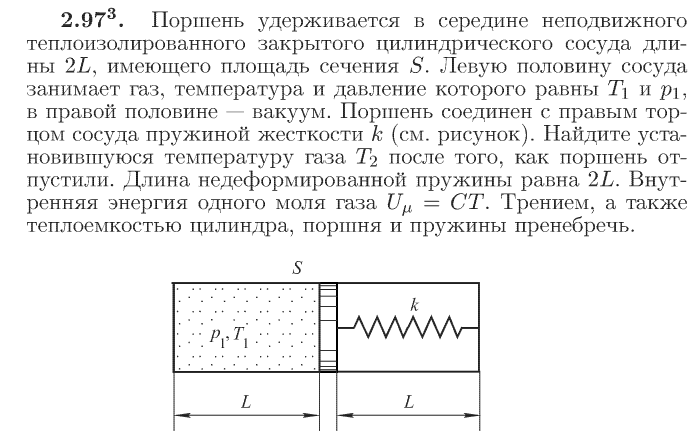 2.97³. Поршень удерживается в середине неподвижного
теплоизолированного закрытого цилиндрического сосуда дли-
ны 2L, имеющего площадь сечения S. Левую половину сосуда
занимает газ, температура и давление которого равны T₁ и p₁,
в правой половине — вакуум. Поршень соединен с правым тор-
цом сосуда пружиной жесткости k (см. рисунок). Найдите уста-
новившуюся температуру газа T₂ после того, как поршень от-
пустили. Длина недеформированной пружины равна 2L. Внут-
ренняя энергия одного моля газа Uμ = CT. Трением, а также
теплоемкостью цилиндра, поршня и пружины пренебречь.
S
k
p₁, T₁
L
L